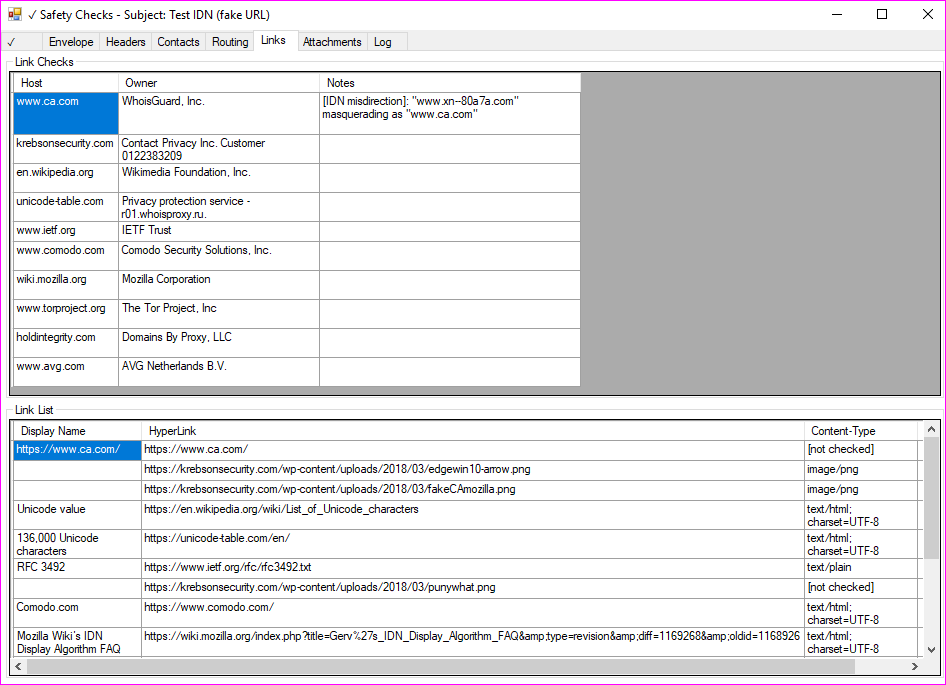 ✓ Safety Checks - Subject: Test IDN (fake URL)
✓ Envelope Headers Contacts Routing Links Attachments Log
Link Checks
Host Owner Notes
www.ca.com WhoisGuard, Inc. [IDN misdirection]: "www.xn--80a7a.com"
masquerading as "www.ca.com"
krebsonsecurity.com Contact Privacy Inc. Customer
0122383209
en.wikipedia.org Wikimedia Foundation, Inc.
unicode-table.com Privacy protection service -
r01.whoisproxy.ru.
www.ietf.org IETF Trust
www.comodo.com Comodo Security Solutions, Inc.
wiki.mozilla.org Mozilla Corporation
www.torproject.org The Tor Project, Inc
holdintegrity.com Domains By Proxy, LLC
www.avg.com AVG Netherlands B.V.
Link List
Display Name HyperLink Content-Type
https://www.ca.com/ https://www.ca.com/ [not checked]
https://krebsonsecurity.com/wp-content/uploads/2018/03/edgewin10-arrow.png image/png
https://krebsonsecurity.com/wp-content/uploads/2018/03/fakeCAmozilla.png image/png
Unicode value https://en.wikipedia.org/wiki/List_of_Unicode_characters text/html;
charset=UTF-8
136,000 Unicode https://unicode-table.com/en/ text/html;
characters charset=UTF-8
RFC 3492 https://www.ietf.org/rfc/rfc3492.txt text/plain
https://krebsonsecurity.com/wp-content/uploads/2018/03/punywhat.png [not checked]
Comodo.com https://www.comodo.com/ text/html;
charset=UTF-8
Mozilla Wiki's IDN https://wiki.mozilla.org/index.php?title=Gerv%27s_IDN_Display_Algorithm_FAQ&amp;type=revision&amp;diff=1169268&amp;oldid=1168926 text/html;
Display Algorithm FAQ charset=UTF-8